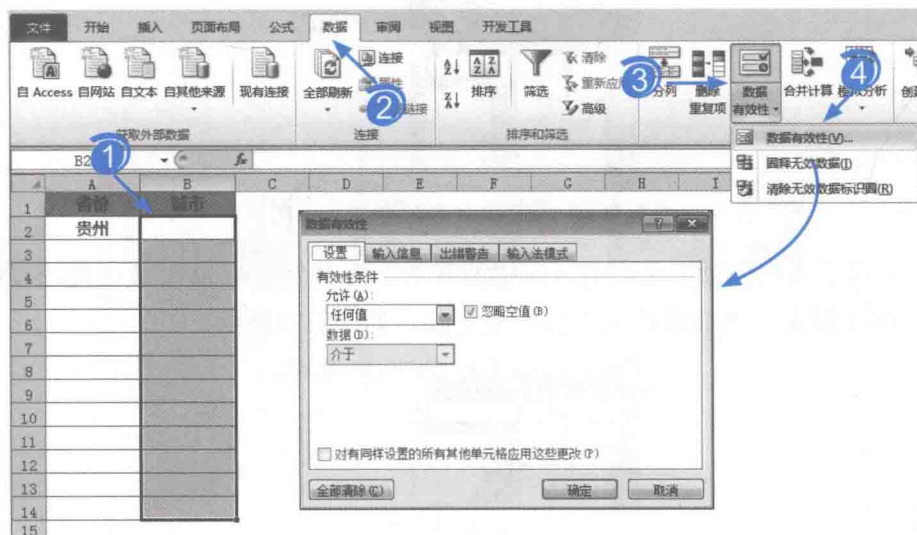 文件 开始 插入 页面布局 公式 数据 审阅 视图 开发工具
自 Access 自网站 自文本 自其他来源 现有连接 全部刷新 连接 属性 排序 筛选 清除 重新应用 高级 分列 删除重复项 数据有效性 合并计算
获取外部数据 连接 排序和筛选
数据有效性(V)...
圈释无效数据(I)
清除无效数据标识圈(R)
1
2
3
4
fx
A B C D E F G H I
1 省份 城市
2 贵州
3
4
5
6
7
8
9
10
11
12
13
14
15
数据有效性
设置 输入信息 出错警告 输入法模式
有效性条件
允许(A):
任何值 忽略空值(B)
数据(D):
介于
对有同样设置的所有其他单元格应用这些更改(P)
全部清除(C) 确定 取消